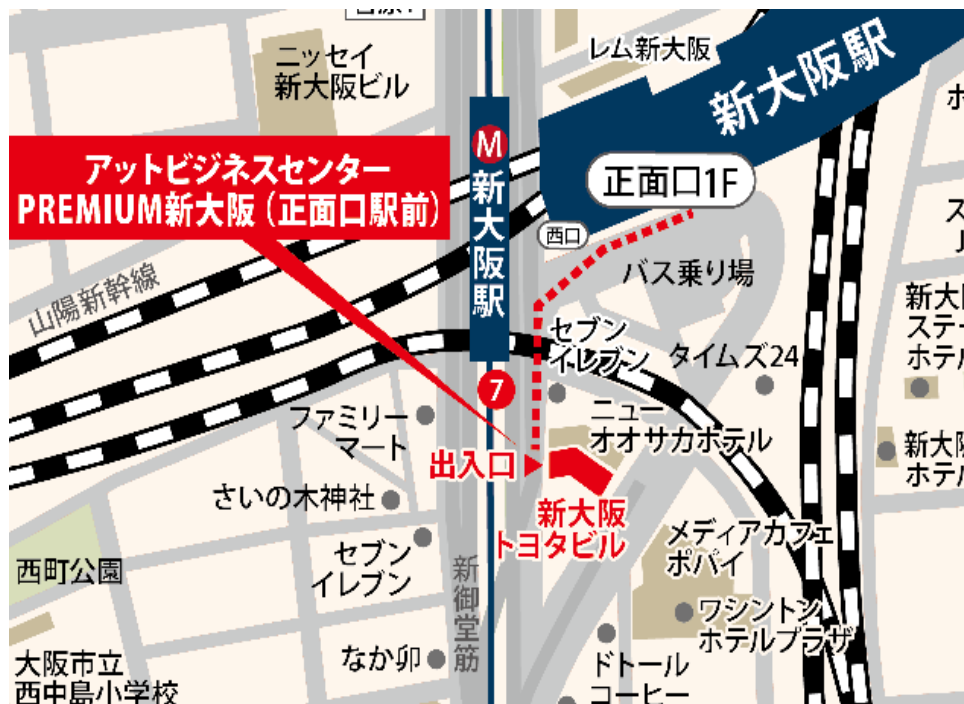 ニッセイ
新大阪ビル
レム新大阪
新大阪駅
アットビジネスセンター
PREMIUM新大阪（正面口駅前）
M
新大阪駅
正面口1F
西口
バス乗り場
山陽新幹線
セブン
イレブン
タイムズ24
新大
ステー
ホテル
7
ファミリー
マート
ニュー
オオサカホテル
出入口
新大阪
トヨタビル
新大阪
ホテル
さいの木神社
セブン
イレブン
メディアカフェ
ポパイ
西町公園
新御堂筋
ワシントン
ホテルプラザ
なか卯
ドトール
コーヒー
大阪市立
西中島小学校